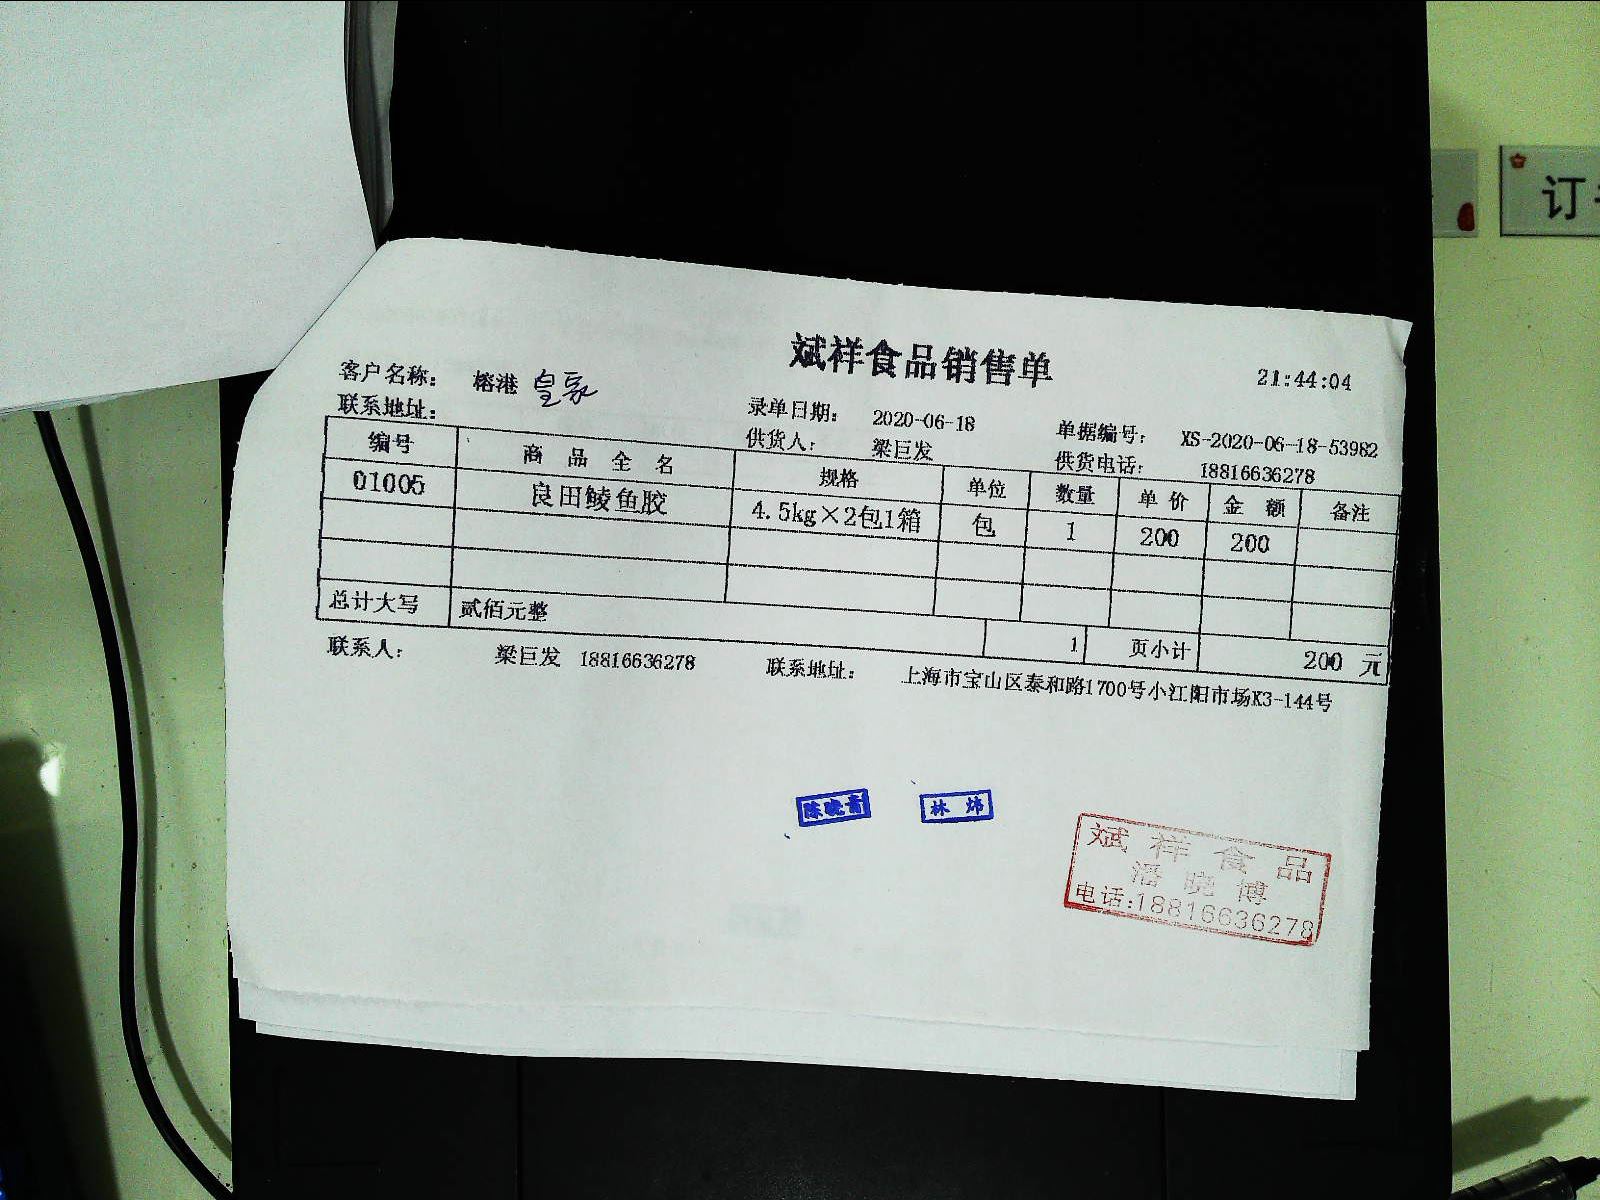 订
斌祥食品销售单
21:44:04
客户名称： 榕港 皇家
录单日期： 2020-06-18
单据编号： XS-2020-06-18-53982
联系地址：
供货人： 梁巨发
供货电话： 18816636278
编号 商品全名 规格 单位 数量 单价 金额 备注
01005 良田鲮鱼胶 4.5kg×2包1箱 包 1 200 200
总计大写 贰佰元整 1 页小计 200 元
联系人： 梁巨发 18816636278 联系地址： 上海市宝山区泰和路1700号小江阳市场K3-144号
陈晓青 林炜
斌祥食品
潘晓博
电话:18816636278